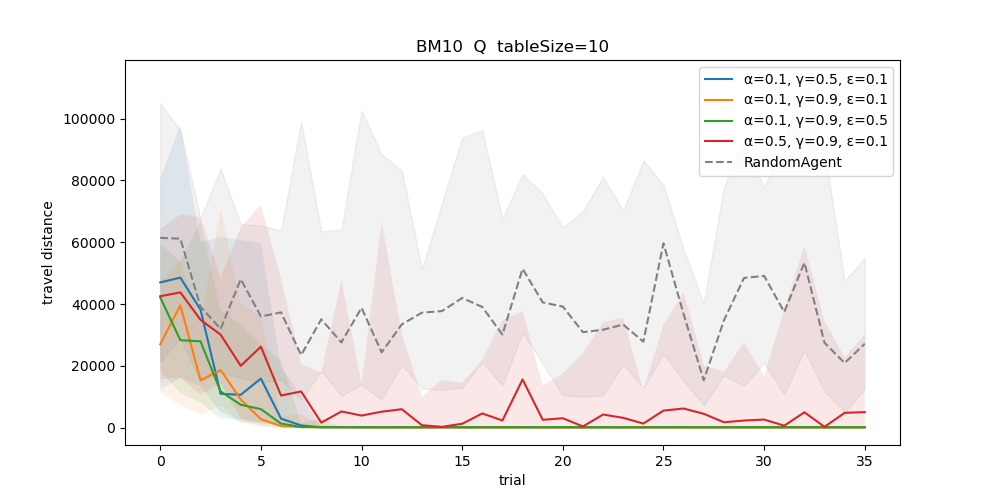 BM10 Q tableSize=10
travel distance
100000
80000
60000
40000
20000
0
α=0.1, γ=0.5, ε=0.1
α=0.1, γ=0.9, ε=0.1
α=0.1, γ=0.9, ε=0.5
α=0.5, γ=0.9, ε=0.1
RandomAgent
0 5 10 15 20 25 30 35
trial